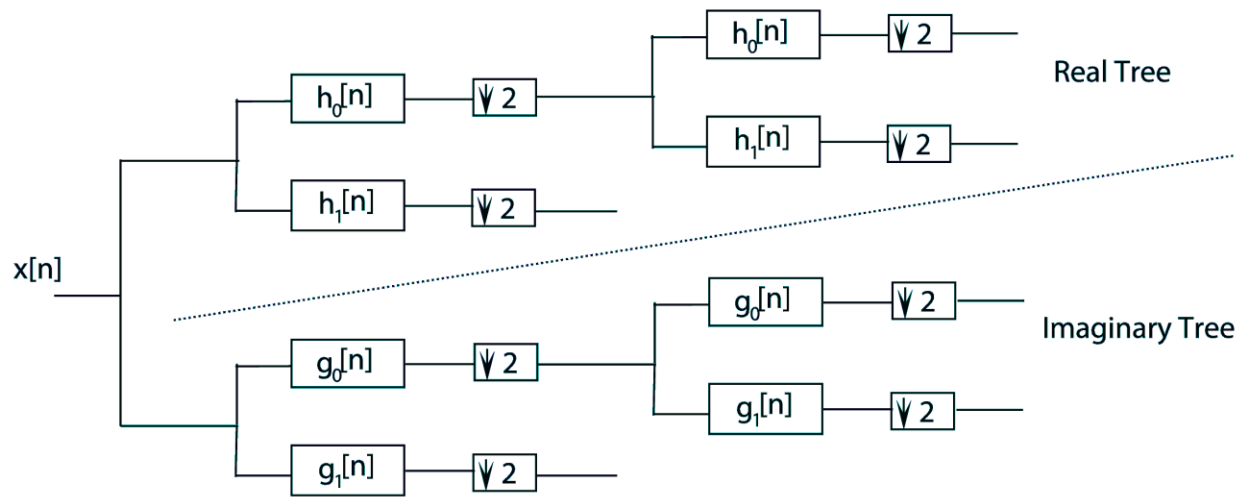 h₀[n] ↓ 2
Real Tree
h₀[n] ↓ 2
h₁[n] ↓ 2
h₁[n] ↓ 2
x[n]
g₀[n] ↓ 2
Imaginary Tree
g₀[n] ↓ 2
g₁[n] ↓ 2
g₁[n] ↓ 2